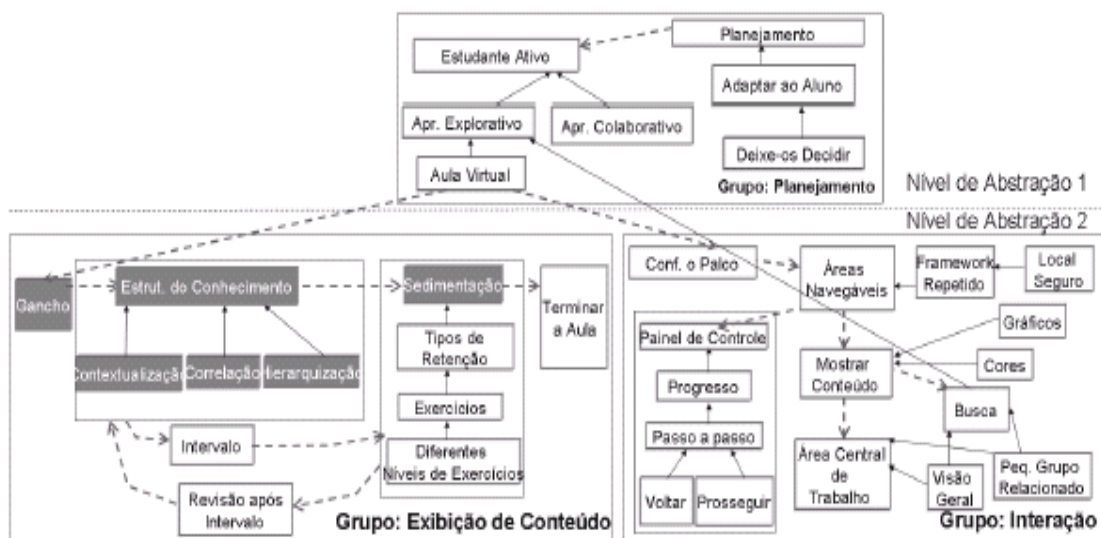 Planejamento
Estudante Ativo
Adaptar ao Aluno
Apr. Explorativo
Apr. Colaborativo
Deixe-os Decidir
Aula Virtual
Grupo: Planejamento
Nível de Abstração 1
Nível de Abstração 2
Gancho
Estrut. do Conhecimento
Sedimentação
Terminar
a Aula
Tipos de
Retenção
Contextualização
Correlação
Hierarquização
Exercícios
Intervalo
Diferentes
Níveis de Exercícios
Revisão após
Intervalo
Grupo: Exibição de Conteúdo
Conf. o Palco
Áreas
Navegáveis
Framework
Repetido
Local
Seguro
Painel de Controle
Gráficos
Mostrar
Conteúdo
Cores
Progresso
Busca
Passo a passo
Área Central
de
Trabalho
Visão
Geral
Peq. Grupo
Relacionado
Voltar
Prosseguir
Grupo: Interação